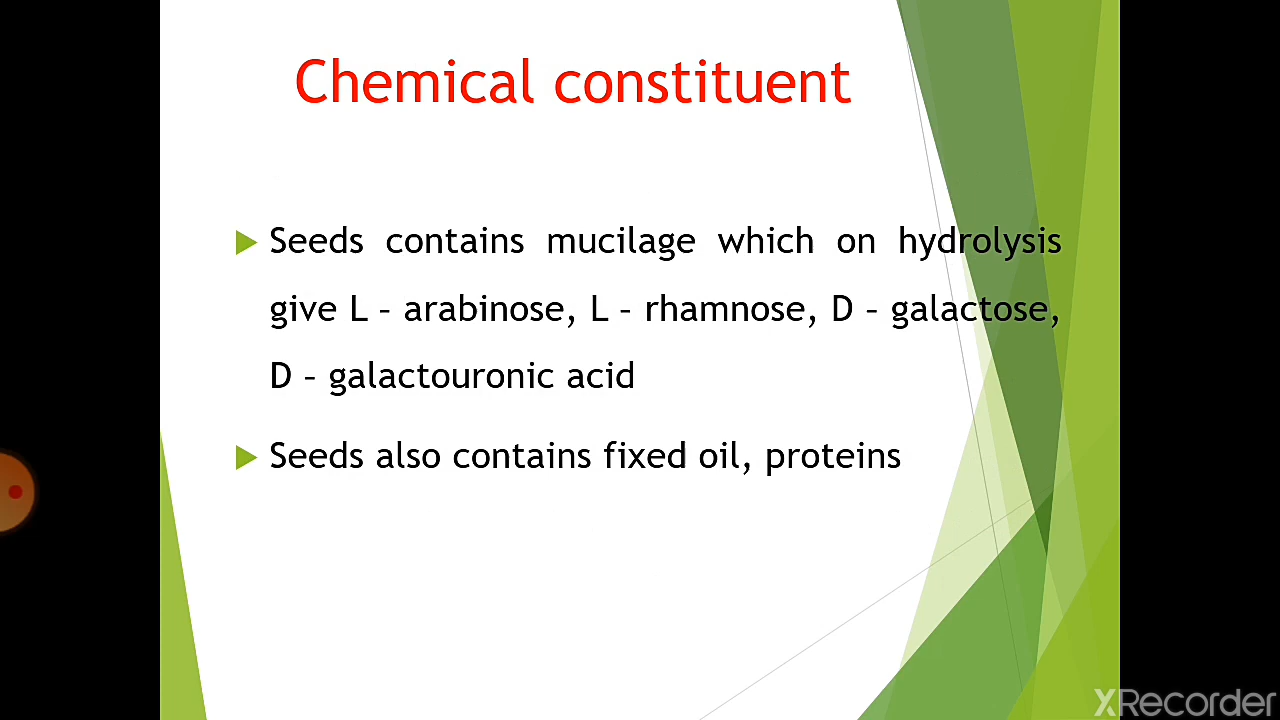 Chemical constituent
Seeds contains mucilage which on hydrolysis
give L – arabinose, L – rhamnose, D – galactose,
D – galactouronic acid
Seeds also contains fixed oil, proteins
XRecorder